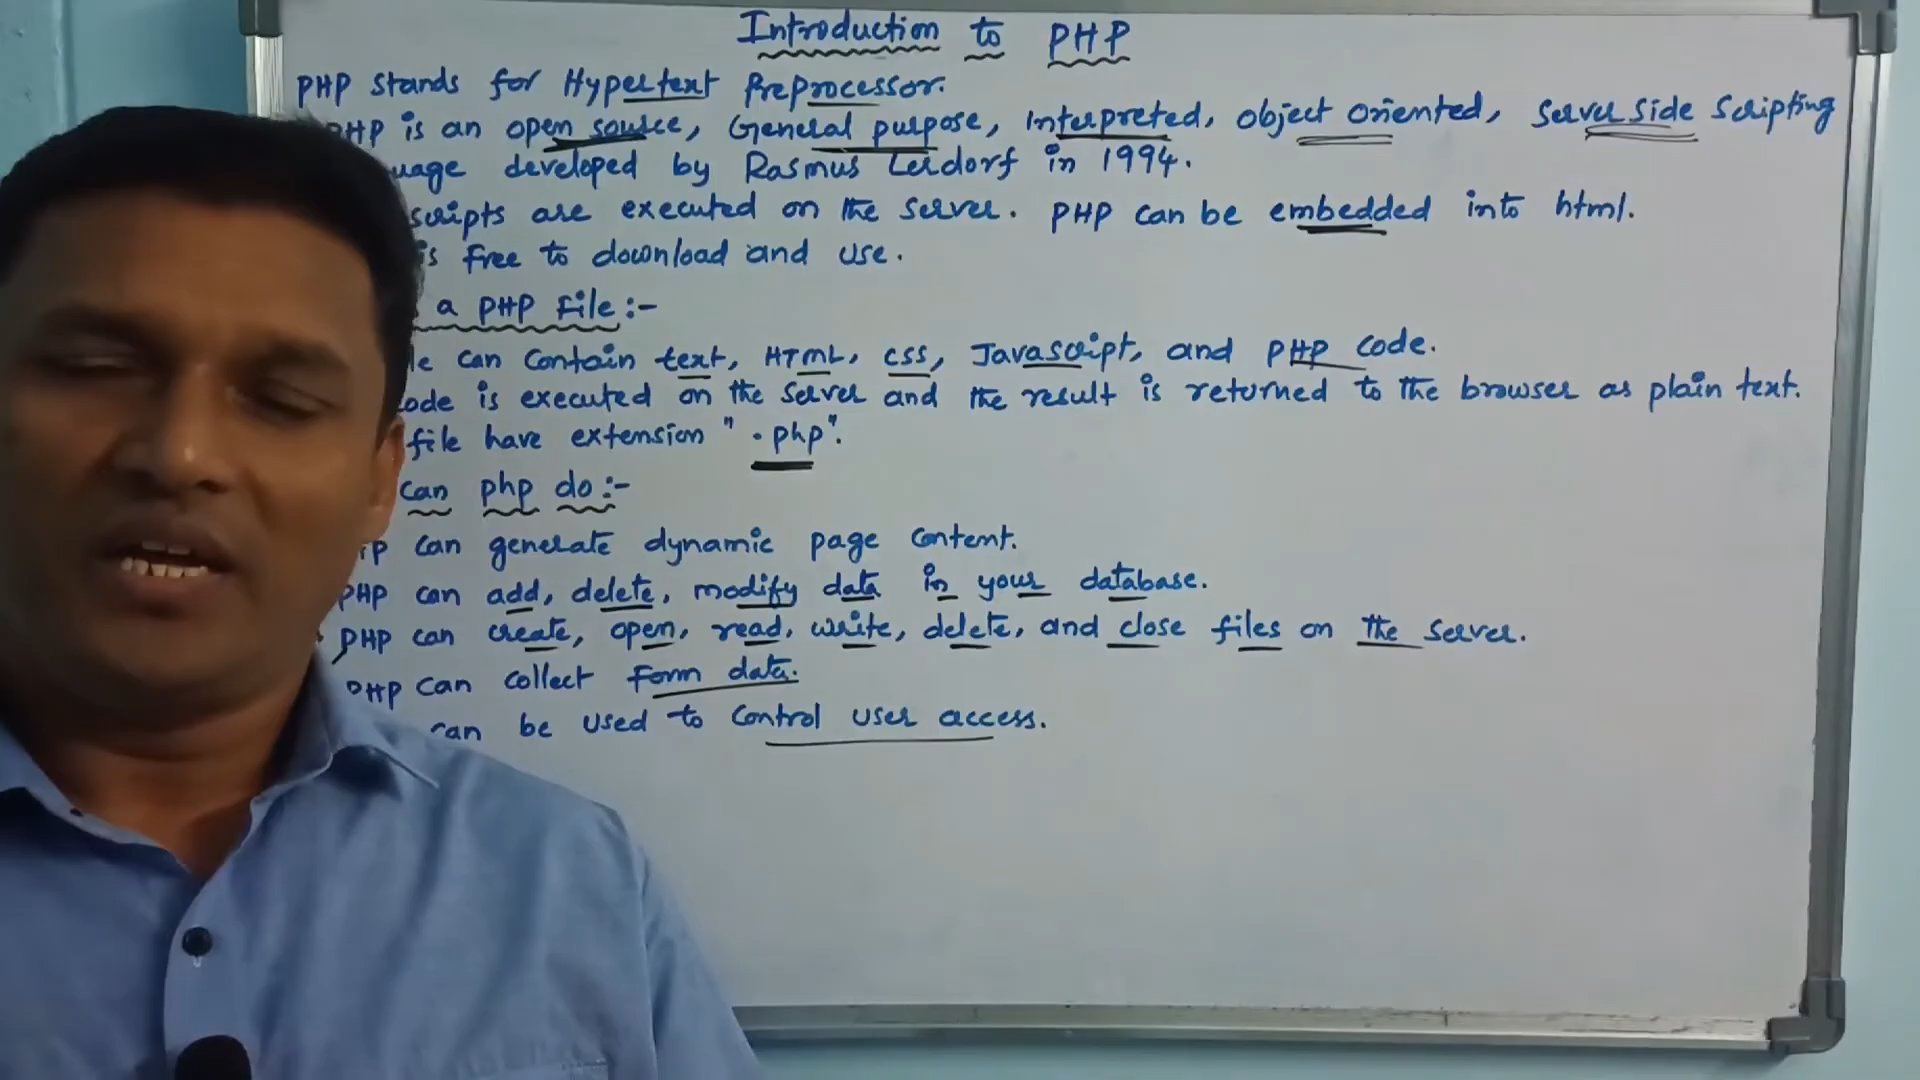 Introduction to PHP
PHP stands for Hypertext Preprocessor.
PHP is an open source, General purpose, Interpreted, object oriented, Server side Scripting
developed by Rasmus Lerdorf in 1994.
scripts are executed on the server. PHP can be embedded into html.
free to download and use.
a PHP File:-
can contain text, HTML, CSS, Javascript, and PHP code.
is executed on the server and the result is returned to the browser as plain text.
file have extension ".php".
can php do:-
can generate dynamic page content.
PHP can add, delete, modify data in your database.
PHP can create, open, read, write, delete, and close files on the server.
PHP can collect Form data.
can be used to control user access.